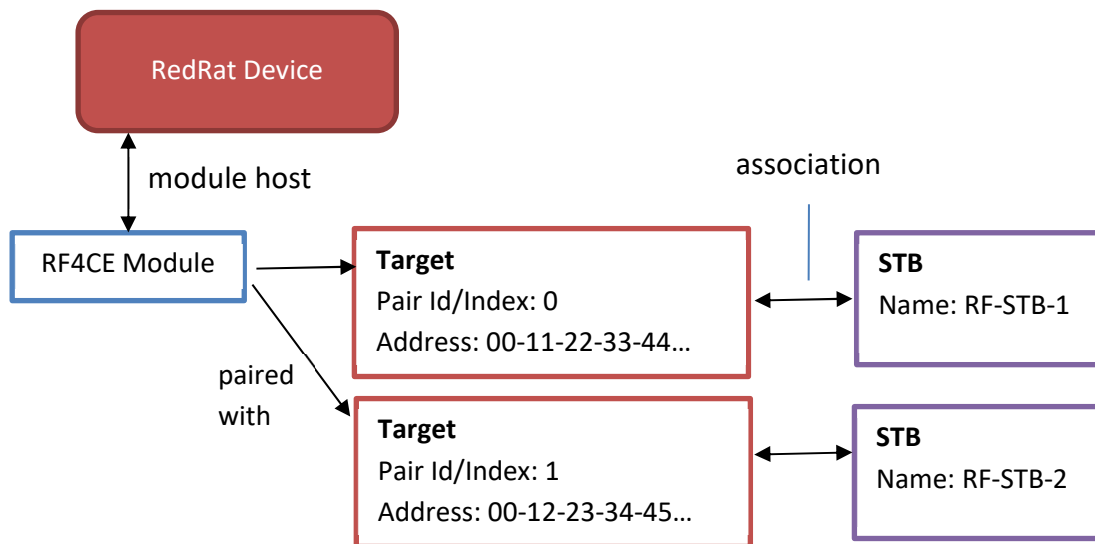 RedRat Device
module host
association
RF4CE Module
Target
Pair Id/Index: 0
Address: 00-11-22-33-44…
STB
Name: RF-STB-1
paired
with
Target
Pair Id/Index: 1
Address: 00-12-23-34-45…
STB
Name: RF-STB-2